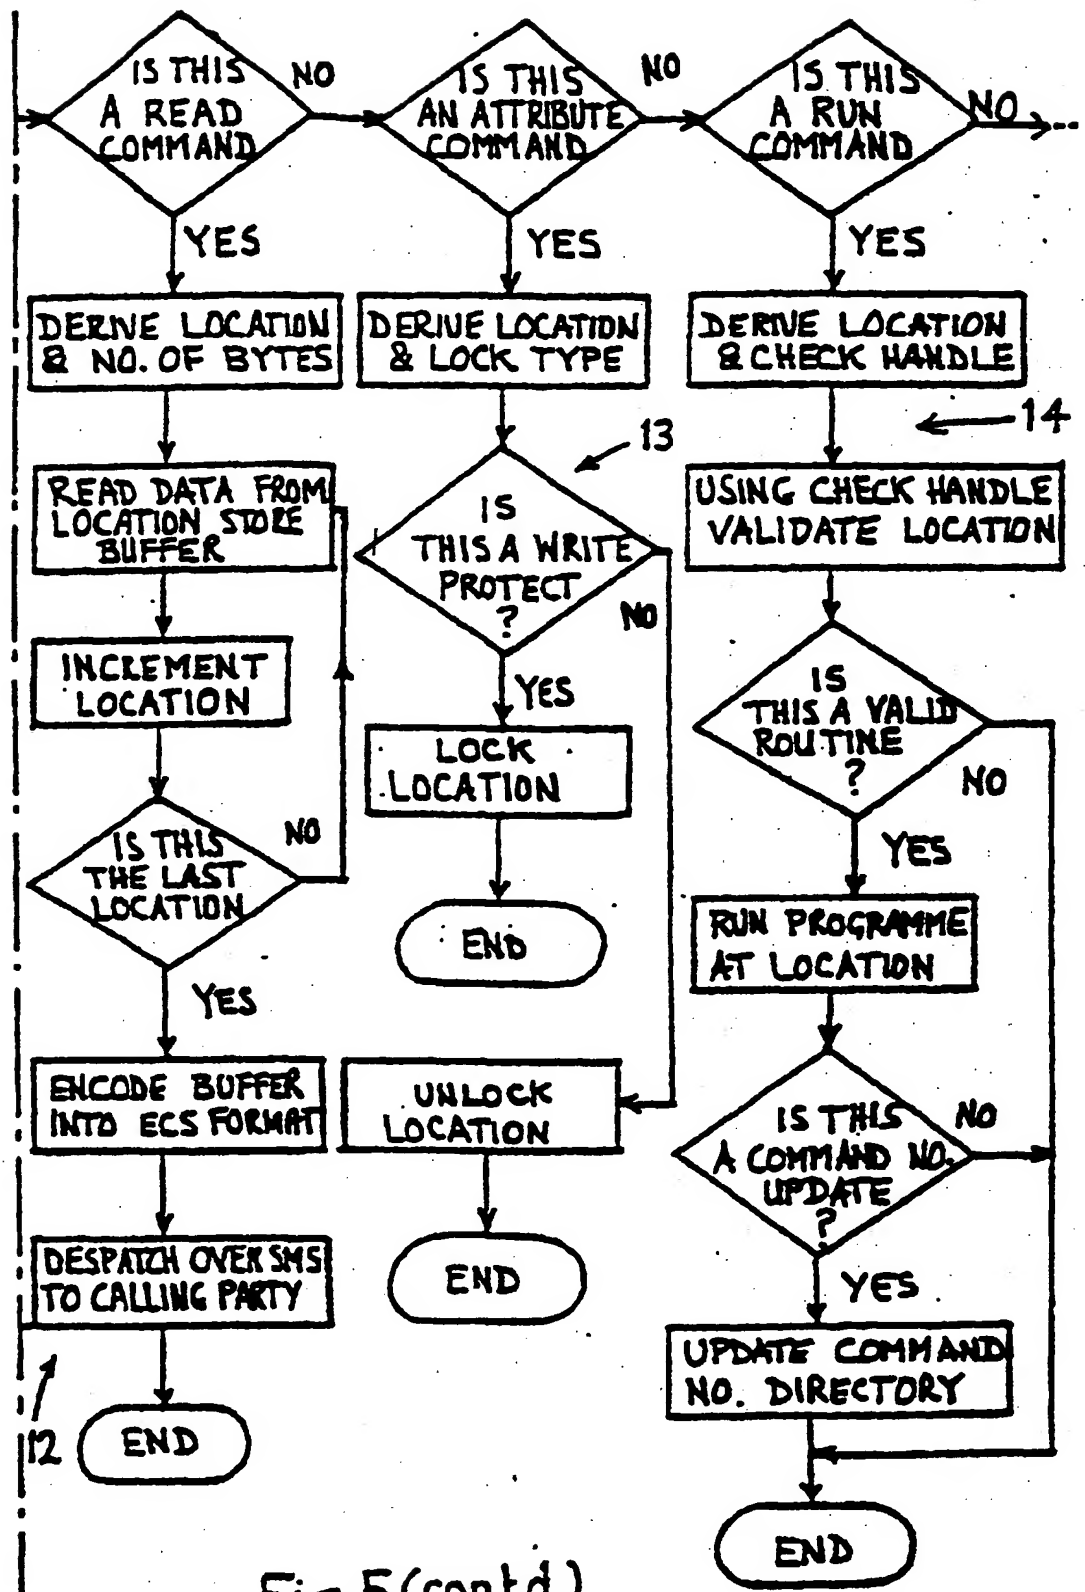 IS THIS
A READ
COMMAND
NO
IS THIS
AN ATTRIBUTE
COMMAND
NO
IS THIS
A RUN
COMMAND
NO
YES
YES
YES
DERIVE LOCATION
& NO. OF BYTES
DERIVE LOCATION
& LOCK TYPE
DERIVE LOCATION
& CHECK HANDLE
13
14
READ DATA FROM
LOCATION STORE
BUFFER
IS
THIS A WRITE
PROTECT
?
NO
USING CHECK HANDLE
VALIDATE LOCATION
INCREMENT
LOCATION
YES
IS
THIS A VALID
ROUTINE
?
NO
LOCK
LOCATION
IS THIS
THE LAST
LOCATION
NO
YES
END
RUN PROGRAMME
AT LOCATION
YES
ENCODE BUFFER
INTO ECS FORMAT
UNLOCK
LOCATION
IS THIS
A COMMAND NO.
UPDATE
?
NO
DESPATCH OVER SMS
TO CALLING PARTY
END
YES
UPDATE COMMAND
NO. DIRECTORY
12
END
END
Fig 5 (contd.)